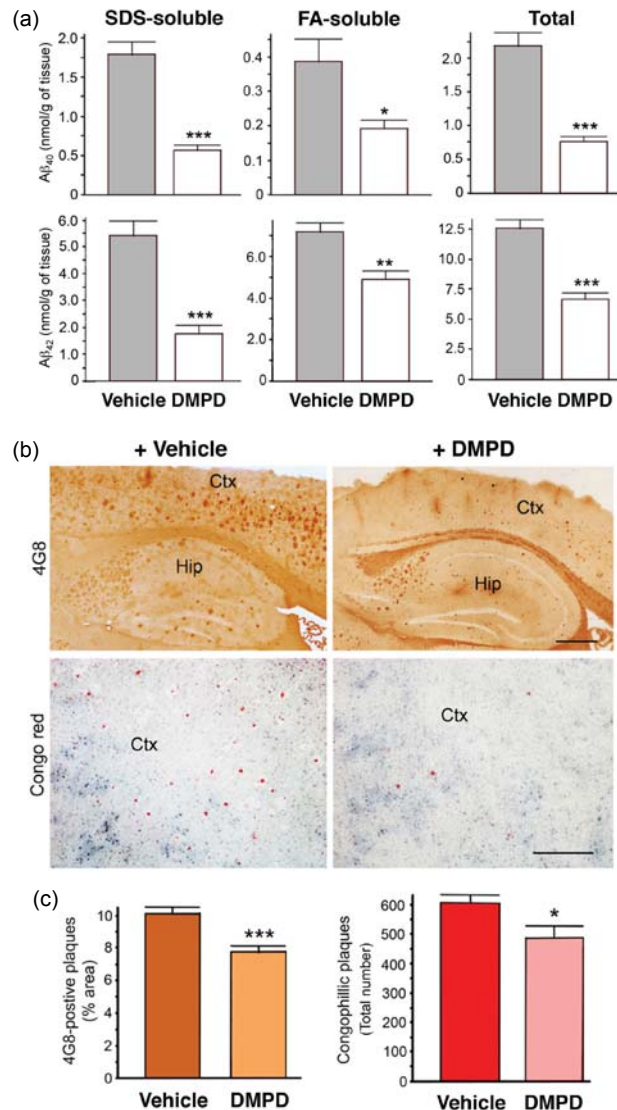 (a)
SDS-soluble FA-soluble Total
Aβ40 (nmol/g of tissue)
2.0
1.5
1.0
0.5
0
***
0.4
0.3
0.2
0.1
0
*
2.0
1.5
1.0
0.5
0
***
Aβ42 (nmol/g of tissue)
6.0
5.0
4.0
3.0
2.0
1.0
0
***
6.0
4.0
2.0
0
**
12.5
10.0
7.5
5.0
2.5
0
***
Vehicle DMPD Vehicle DMPD Vehicle DMPD
(b)
+ Vehicle + DMPD
4G8
Ctx
Hip
Ctx
Hip
Congo red
Ctx
Ctx
(c)
4G8-postive plaques
(% area)
10
8
6
4
2
0
***
Vehicle DMPD
Congophillic plaques
(Total number)
600
500
400
300
200
100
0
*
Vehicle DMPD